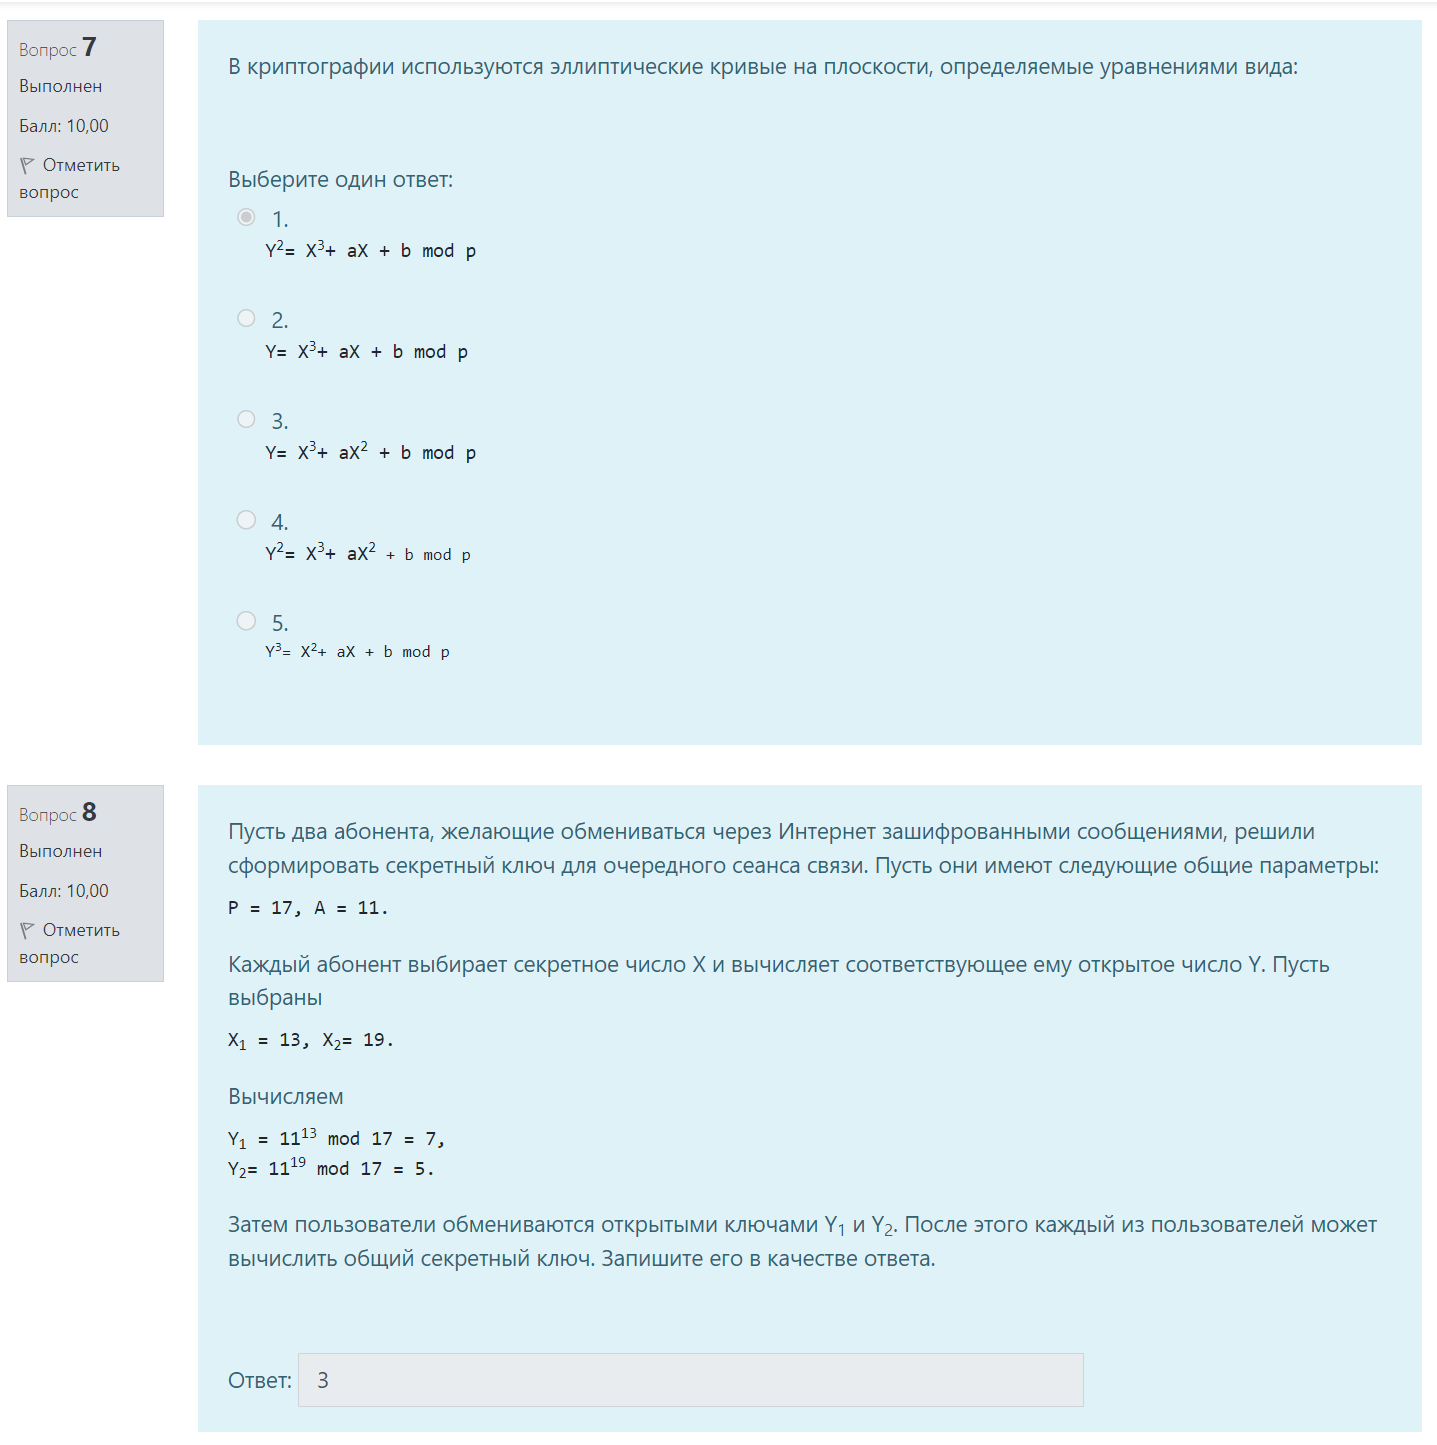 Вопрос 7
Выполнен
Балл: 10,00
Отметить
вопрос
В криптографии используются эллиптические кривые на плоскости, определяемые уравнениями вида:
Выберите один ответ:
1.
Y²= X³+ aX + b mod p
2.
Y= X³+ aX + b mod p
3.
Y= X³+ aX² + b mod p
4.
Y²= X³+ aX² + b mod p
5.
Y³= X²+ aX + b mod p
Вопрос 8
Выполнен
Балл: 10,00
Отметить
вопрос
Пусть два абонента, желающие обмениваться через Интернет зашифрованными сообщениями, решили
сформировать секретный ключ для очередного сеанса связи. Пусть они имеют следующие общие параметры:
P = 17, A = 11.
Каждый абонент выбирает секретное число X и вычисляет соответствующее ему открытое число Y. Пусть
выбраны
X₁ = 13, X₂= 19.
Вычисляем
Y₁ = 11¹³ mod 17 = 7,
Y₂= 11¹⁹ mod 17 = 5.
Затем пользователи обмениваются открытыми ключами Y₁ и Y₂. После этого каждый из пользователей может
вычислить общий секретный ключ. Запишите его в качестве ответа.
Ответ: 3